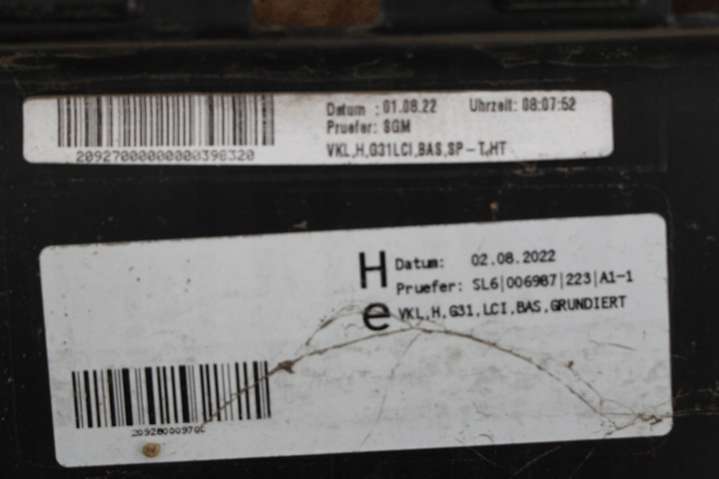 Datum : 01.08.22 Uhrzeit: 08:07:52
Pruefer: SGM
VKL,H,G31LCI,BAS,SP-T,HT
2092700000000000396320
H Datum: 02.08.2022
Pruefer: SL6|006987|223|A1-1
e VKL,H,G31,LCI,BAS,GRUNDIERT